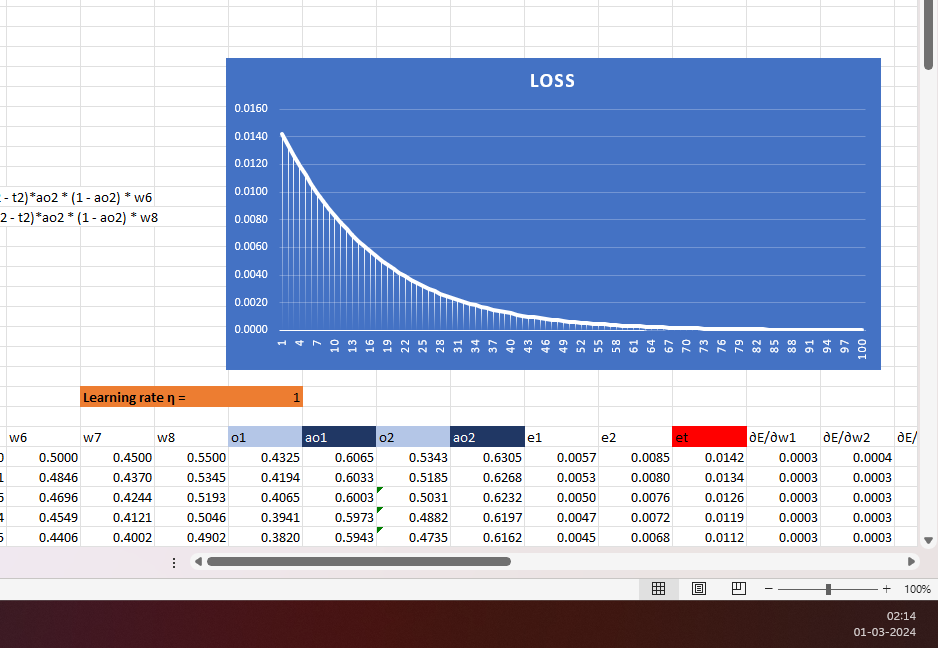 LOSS
0.0160
0.0140
0.0120
0.0100
0.0080
0.0060
0.0040
0.0020
0.0000
1 4 7 10 13 16 19 22 25 28 31 34 37 40 43 46 49 52 55 58 61 64 67 70 73 76 79 82 85 88 91 94 97 100
- t2)*ao2 * (1 - ao2) * w6
2 - t2)*ao2 * (1 - ao2) * w8
Learning rate η = 1
w6 w7 w8 o1 ao1 o2 ao2 e1 e2 et ∂E/∂w1 ∂E/∂w2 ∂E/
0.5000 0.4500 0.5500 0.4325 0.6065 0.5343 0.6305 0.0057 0.0085 0.0142 0.0003 0.0004
0.4846 0.4370 0.5345 0.4194 0.6033 0.5185 0.6268 0.0053 0.0080 0.0134 0.0003 0.0003
0.4696 0.4244 0.5193 0.4065 0.6003 0.5031 0.6232 0.0050 0.0076 0.0126 0.0003 0.0003
0.4549 0.4121 0.5046 0.3941 0.5973 0.4882 0.6197 0.0047 0.0072 0.0119 0.0003 0.0003
0.4406 0.4002 0.4902 0.3820 0.5943 0.4735 0.6162 0.0045 0.0068 0.0112 0.0003 0.0003
100%
02:14
01-03-2024